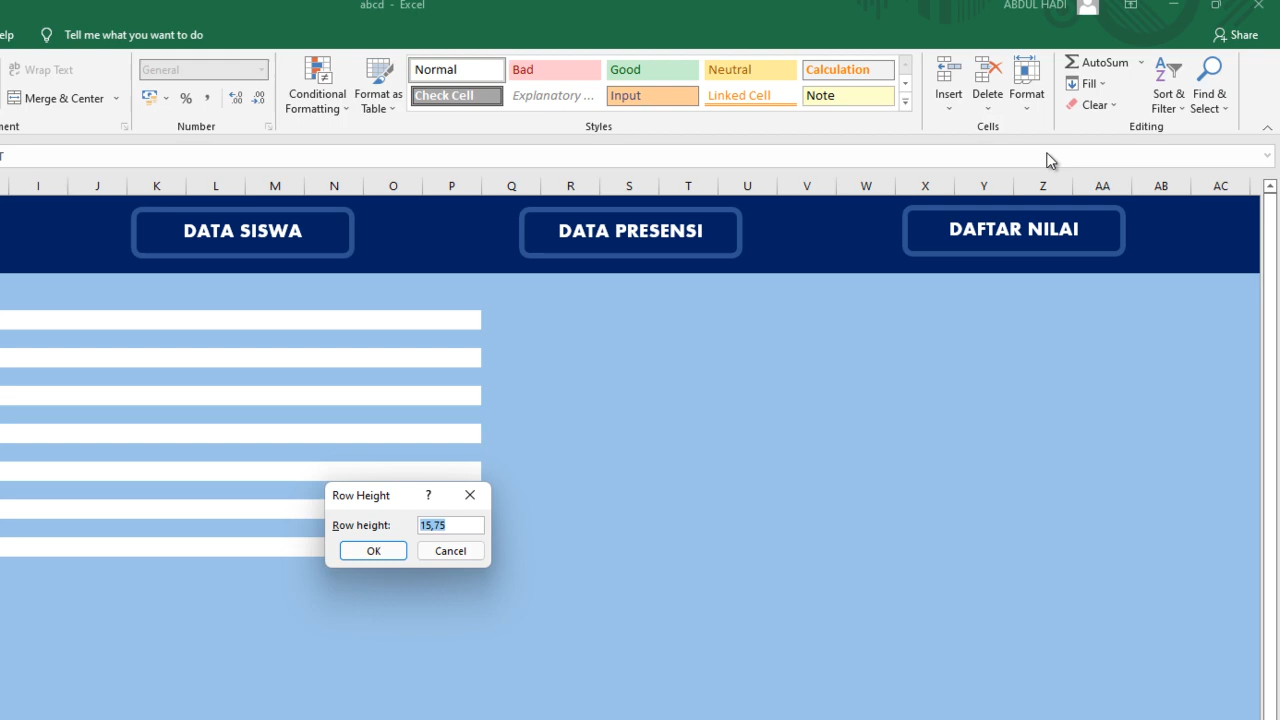 abcd - Excel
ABDUL HADI
elp
Tell me what you want to do
Share
ab
c
Wrap Text
General
Conditional
Formatting
Format as
Table
Normal
Bad
Good
Neutral
Calculation
Check Cell
Explanatory ...
Input
Linked Cell
Note
Insert
Delete
Format
AutoSum
Fill
Clear
A
Z
Sort &
Filter
Find &
Select
Merge & Center
%
,
ment
Number
Styles
Cells
Editing
T
I J K L M N O P Q R S T U V W X Y Z AA AB AC
DATA SISWA
DATA PRESENSI
DAFTAR NILAI
Row Height
?
Row height:
15,75
OK
Cancel